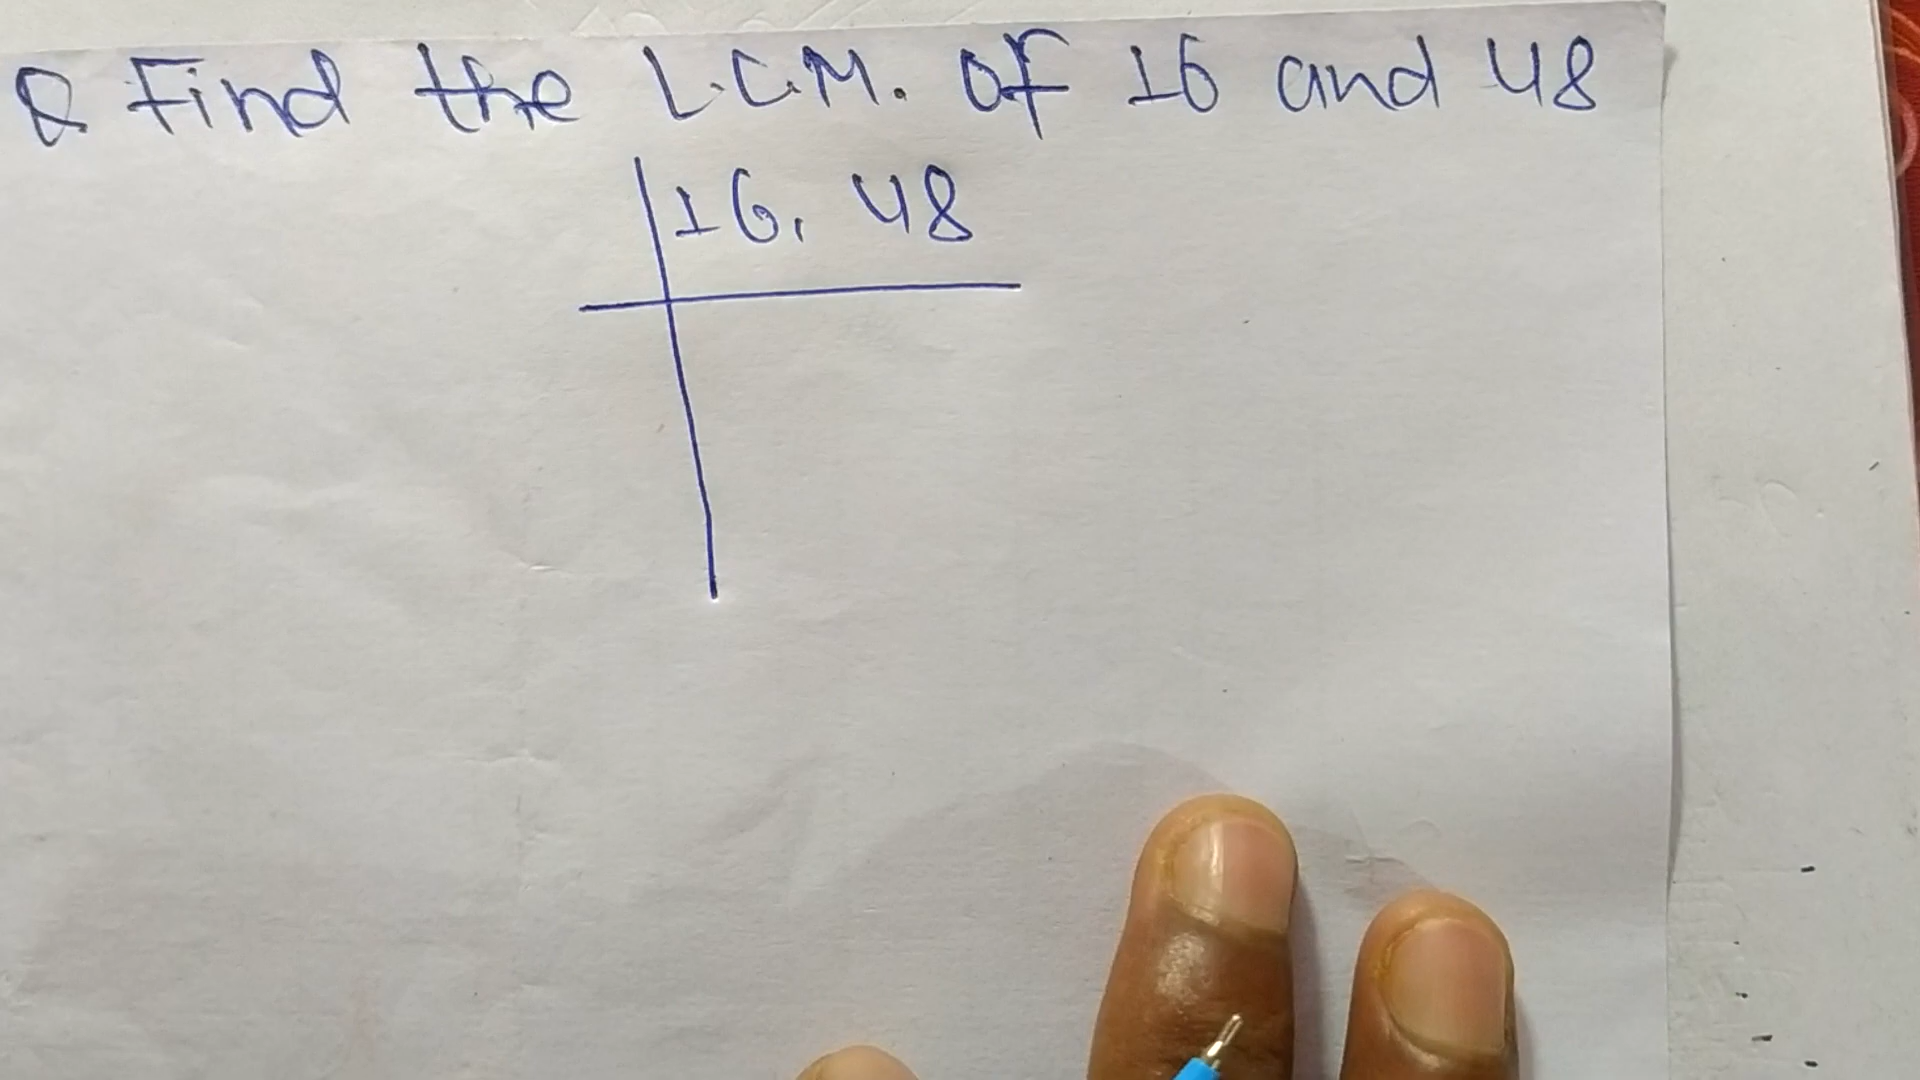 Q Find the L.C.M. of 16 and 48
16, 48